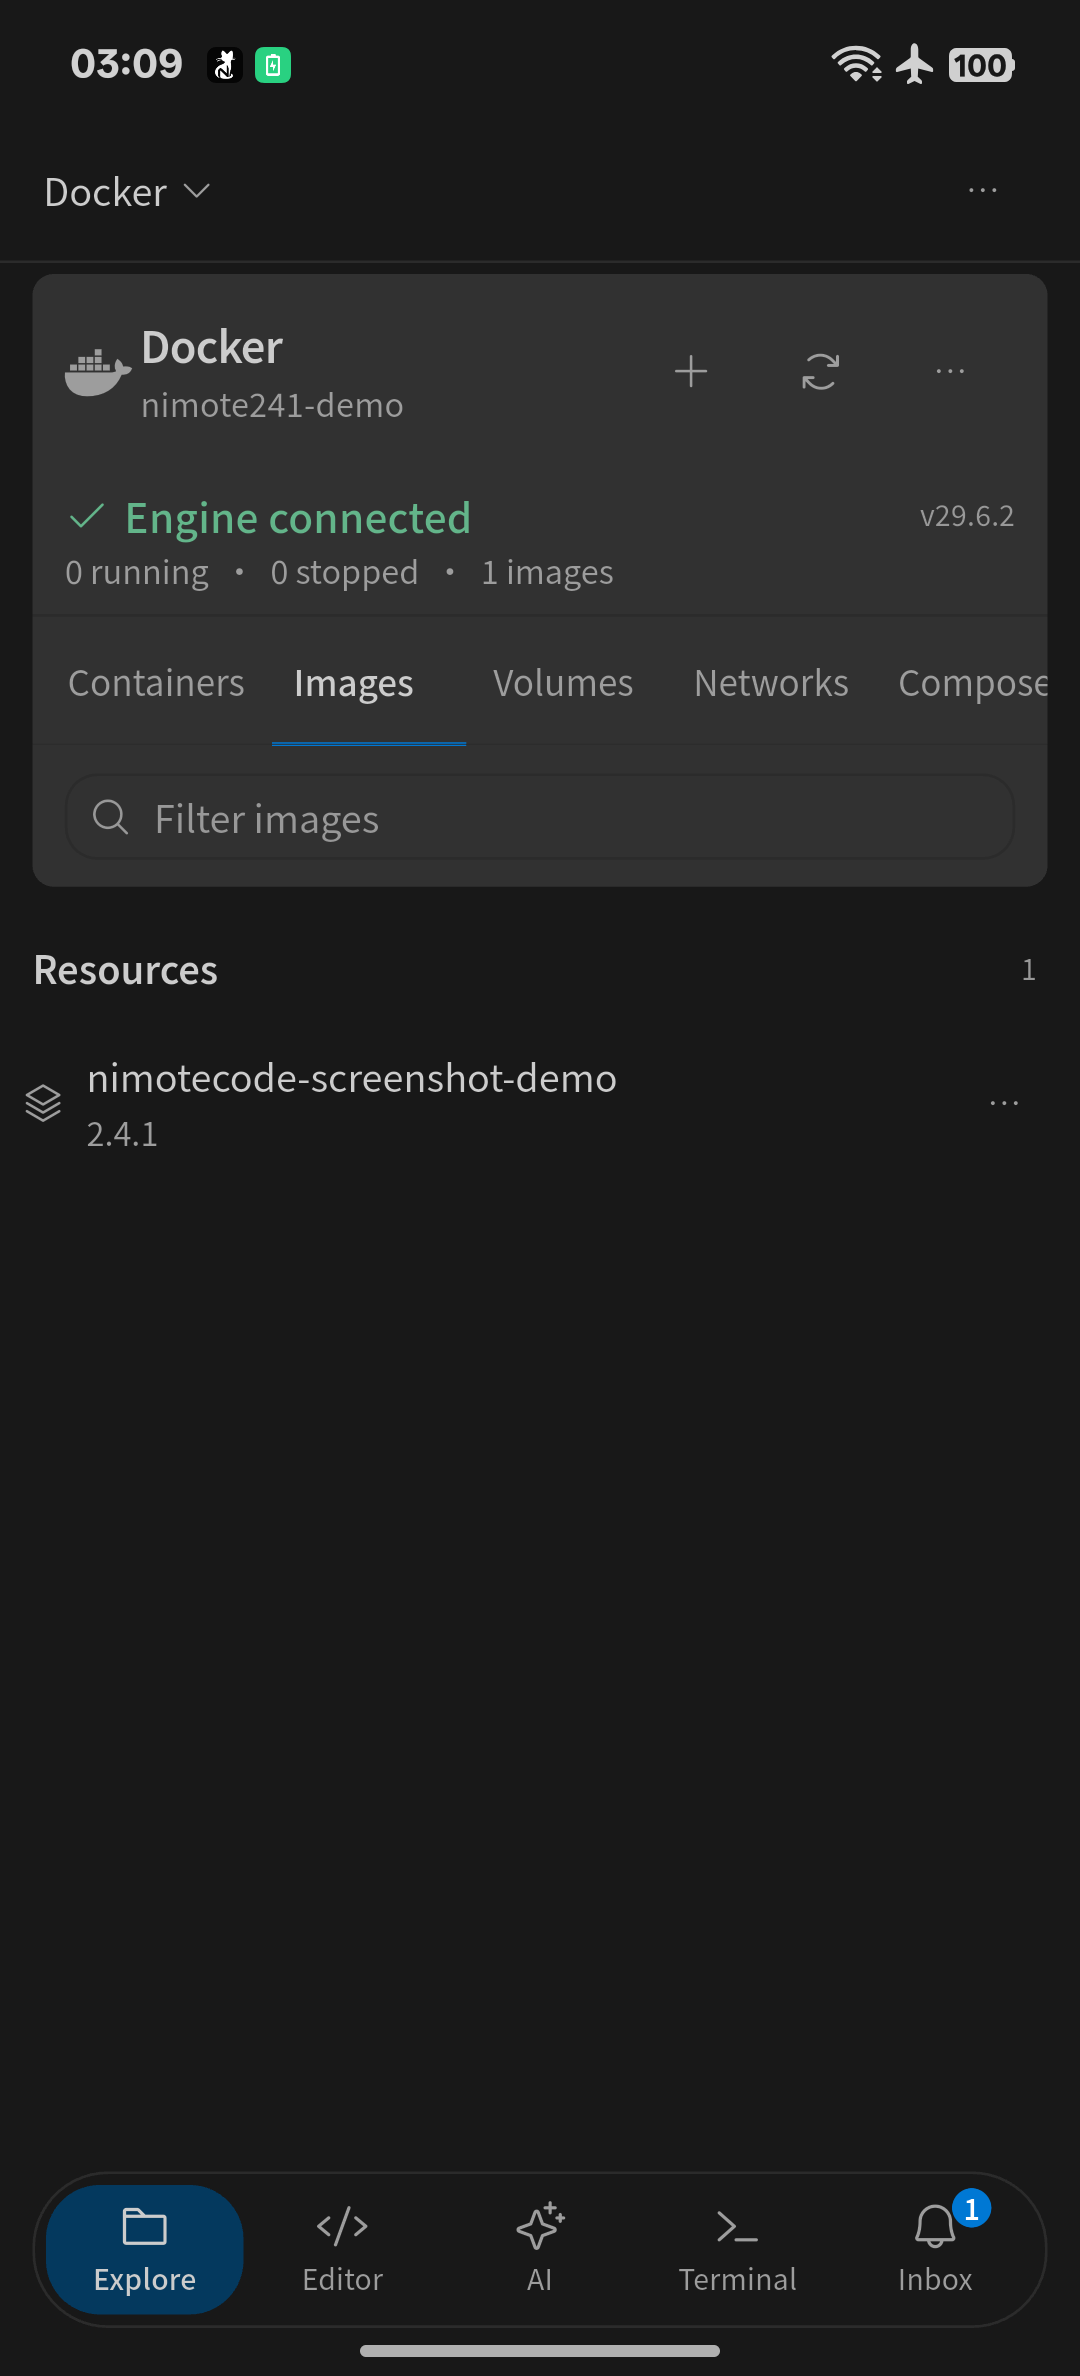 03:09
100
Docker
Docker
nimote241-demo
Engine connected
v29.6.2
0 running • 0 stopped • 1 images
Containers Images Volumes Networks Compose
Filter images
Resources
1
nimotecode-screenshot-demo
2.4.1
1
Explore Editor AI Terminal Inbox